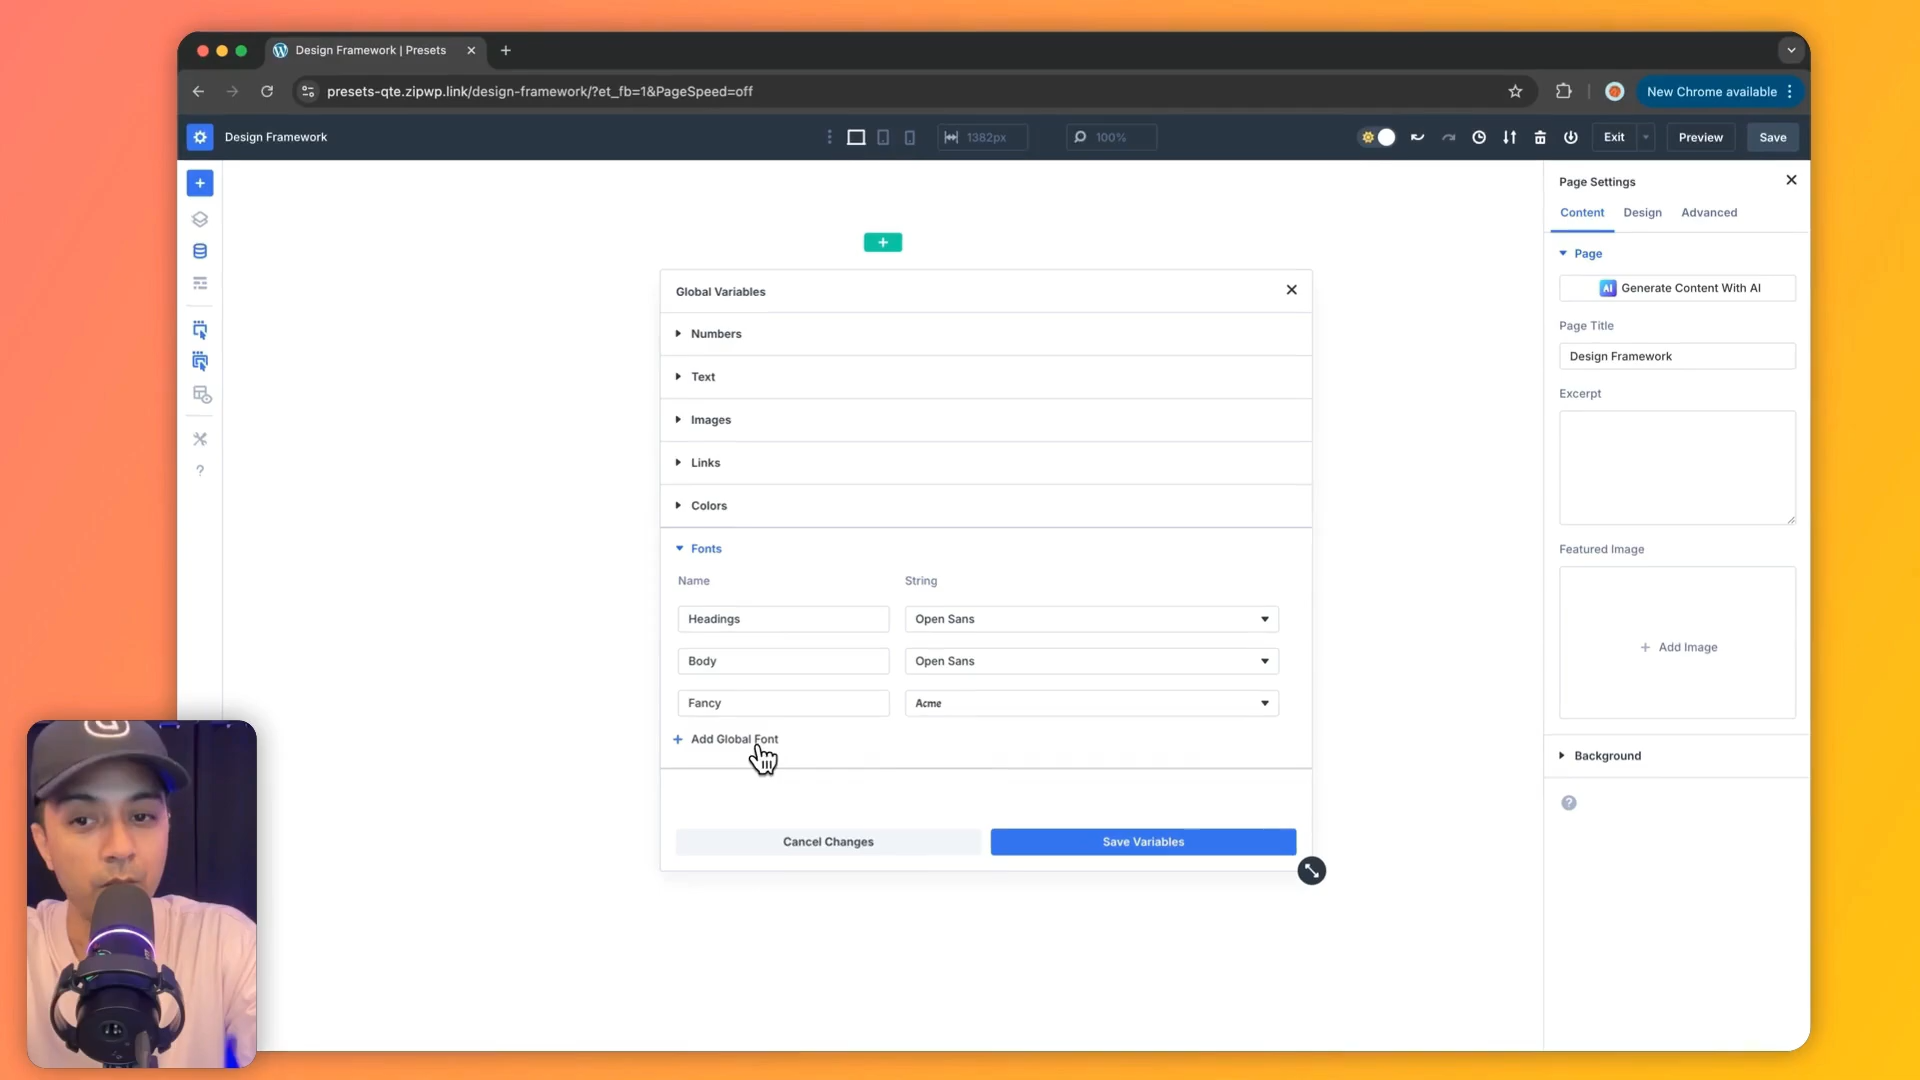 Design Framework | Presets
presets-qte.zipwp.link/design-framework/?et_fb=1&PageSpeed=off
New Chrome available
Design Framework
1382px
100%
Exit
Preview
Save
Page Settings
Content
Design
Advanced
Page
AI Generate Content With AI
Page Title
Design Framework
Excerpt
Featured Image
+ Add Image
Background
?
Global Variables
Numbers
Text
Images
Links
Colors
Fonts
Name String
Headings Open Sans
Body Open Sans
Fancy Acme
+ Add Global Font
Cancel Changes
Save Variables